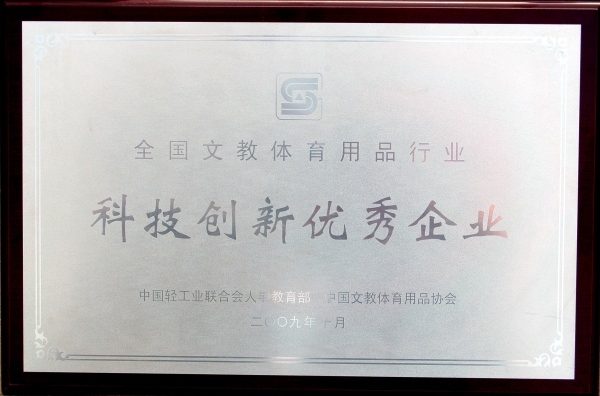 全国文教体育用品行业
科技创新优秀企业
中国轻工业联合会人年教育部 中国文教体育用品协会
二〇〇九年十月